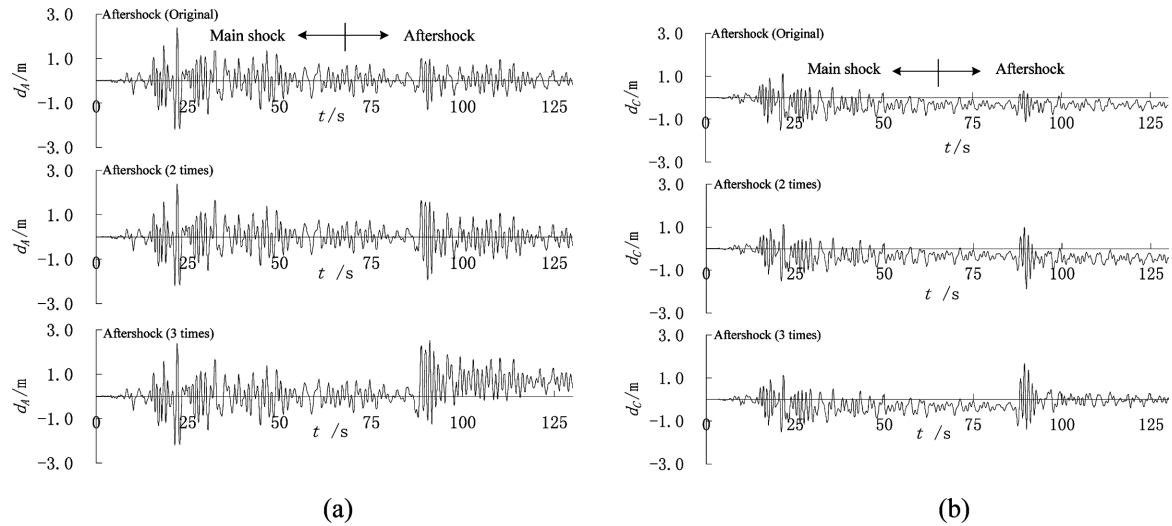 3.0
Aftershock (Original)
Main shock
Aftershock
1.0
d_A/m
-1.0
0
25
50
75
100
125
t/s
-3.0
3.0
Aftershock (2 times)
1.0
d_A/m
-1.0
0
25
50
75
100
125
t /s
-3.0
3.0
Aftershock (3 times)
1.0
d_A/m
-1.0
0
25
50
75
100
125
t /s
-3.0
(a)
3.0
Aftershock (Original)
Main shock
Aftershock
1.0
d_C/m
-1.0
0
25
50
75
100
125
t/s
-3.0
3.0
Aftershock (2 times)
1.0
d_C/m
-1.0
0
25
50
75
100
125
t /s
-3.0
3.0
Aftershock (3 times)
1.0
d_C/m
-1.0
0
25
50
75
100
125
t /s
-3.0
(b)